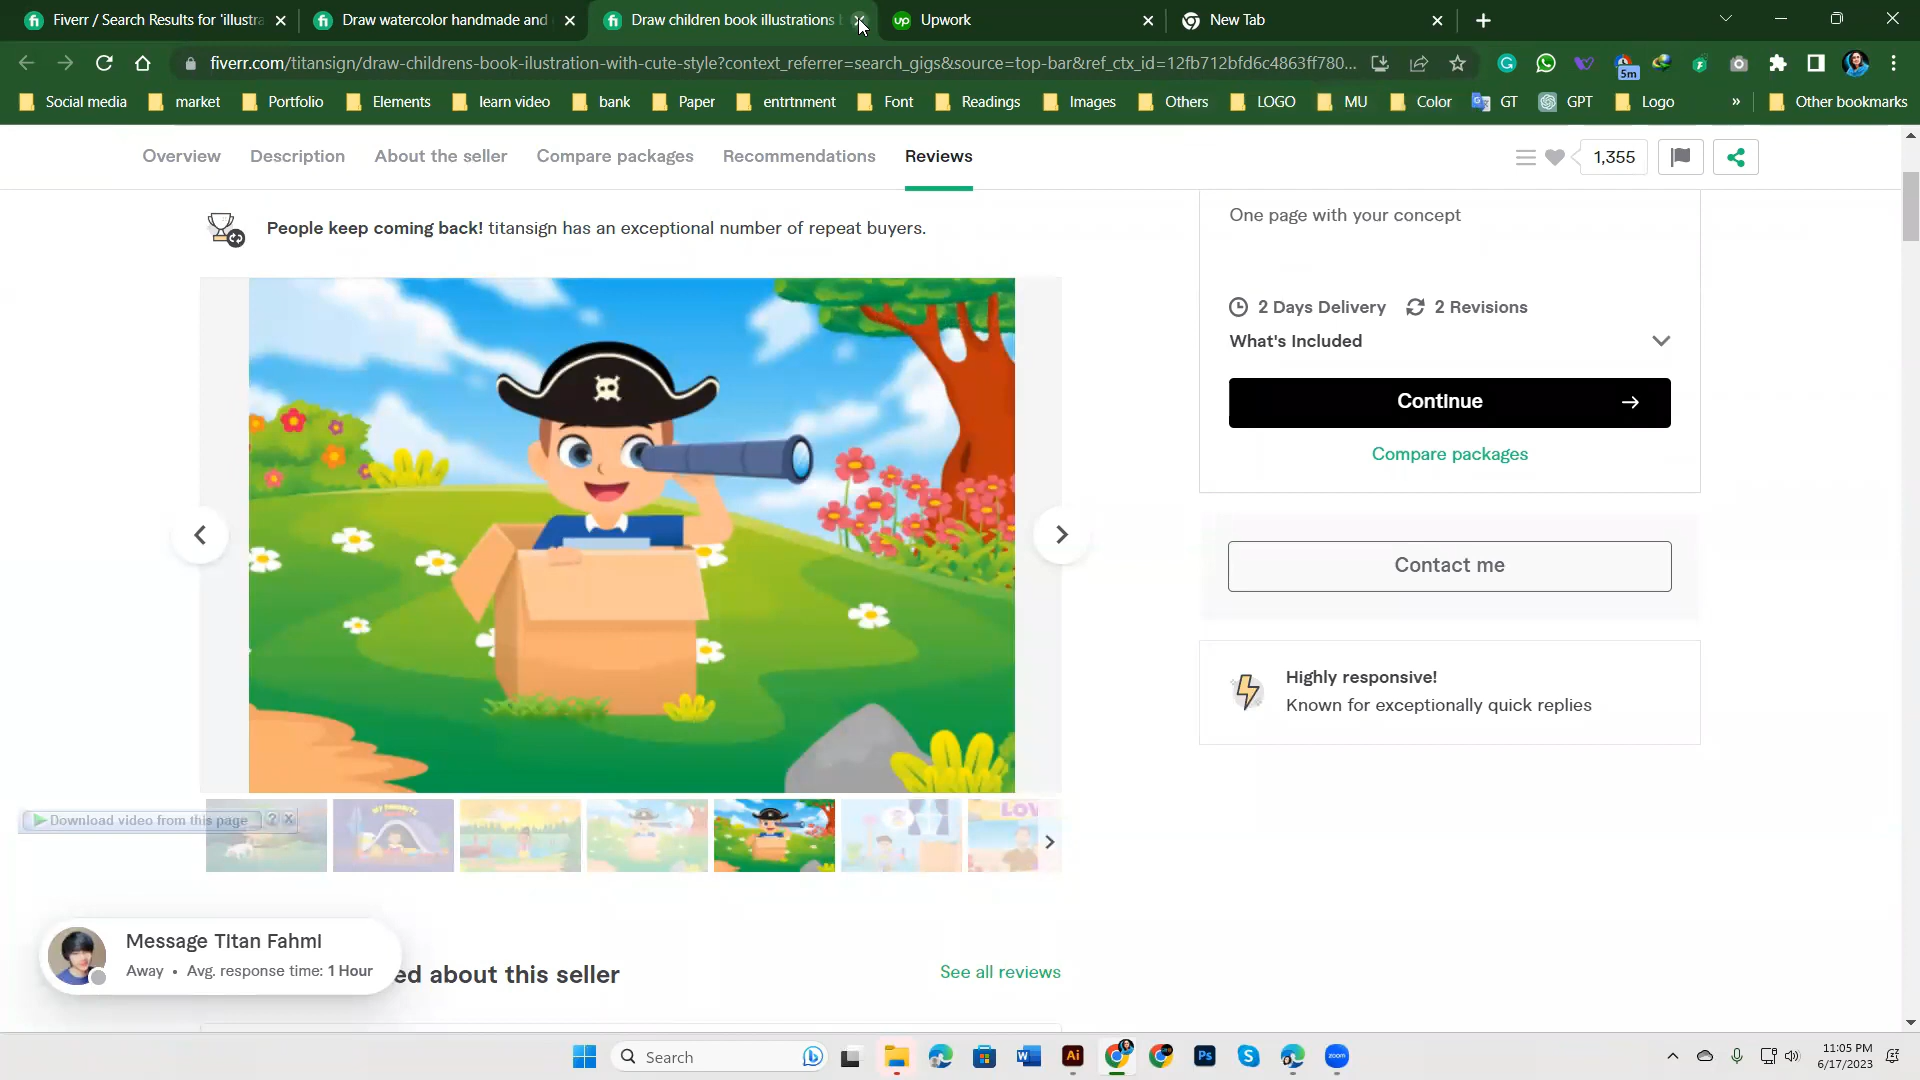 Fiverr / Search Results for 'illustra
Draw watercolor handmade and
Draw children book illustrations
Upwork
New Tab
fiverr.com/titansign/draw-childrens-book-ilustration-with-cute-style?context_referrer=search_gigs&source=top-bar&ref_ctx_id=12fb712bfd6c4863ff780...
5m
Social media
market
Portfolio
Elements
learn video
bank
Paper
entrtnment
Font
Readings
Images
Others
LOGO
MU
Color
GT
GPT
Logo
»
Other bookmarks
Overview
Description
About the seller
Compare packages
Recommendations
Reviews
1,355
People keep coming back! titansign has an exceptional number of repeat buyers.
One page with your concept
2 Days Delivery
2 Revisions
What's Included
Continue
Compare packages
Contact me
Highly responsive!
Known for exceptionally quick replies
Download video from this page
LOV
Message Titan Fahmi
Away • Avg. response time: 1 Hour
ed about this seller
See all reviews
Search
11:05 PM
6/17/2023